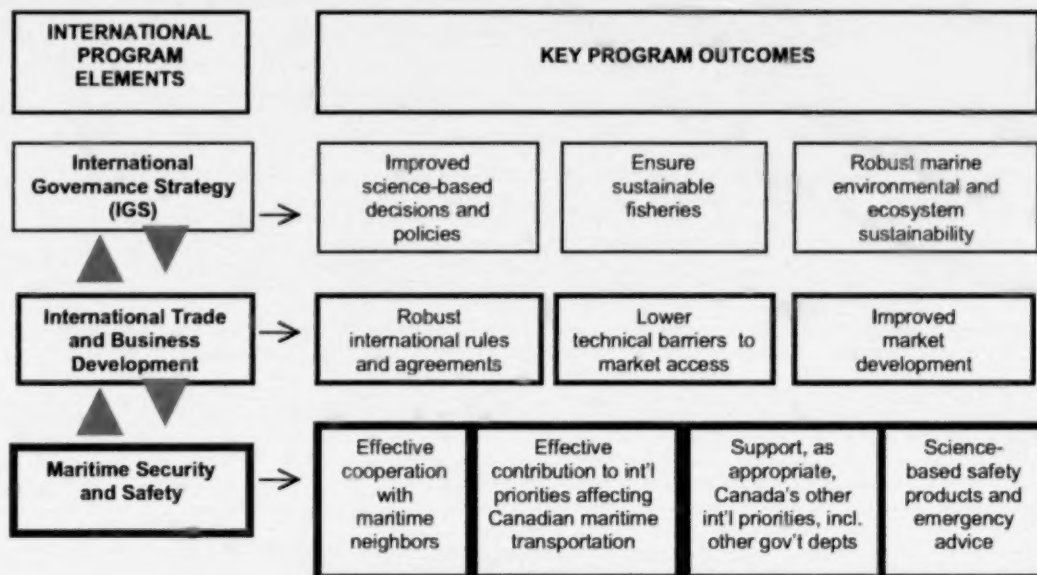 INTERNATIONAL
PROGRAM
ELEMENTS
KEY PROGRAM OUTCOMES
International
Governance Strategy
(IGS)
Improved
science-based
decisions and
policies
Ensure
sustainable
fisheries
Robust marine
environmental and
ecosystem
sustainability
International Trade
and Business
Development
Robust
international rules
and agreements
Lower
technical barriers to
market access
Improved
market
development
Maritime Security
and Safety
Effective
cooperation
with
maritime
neighbors
Effective
contribution to int'l
priorities affecting
Canadian maritime
transportation
Support, as
appropriate,
Canada's other
int'l priorities, incl.
other gov't depts
Science-
based safety
products and
emergency
advice